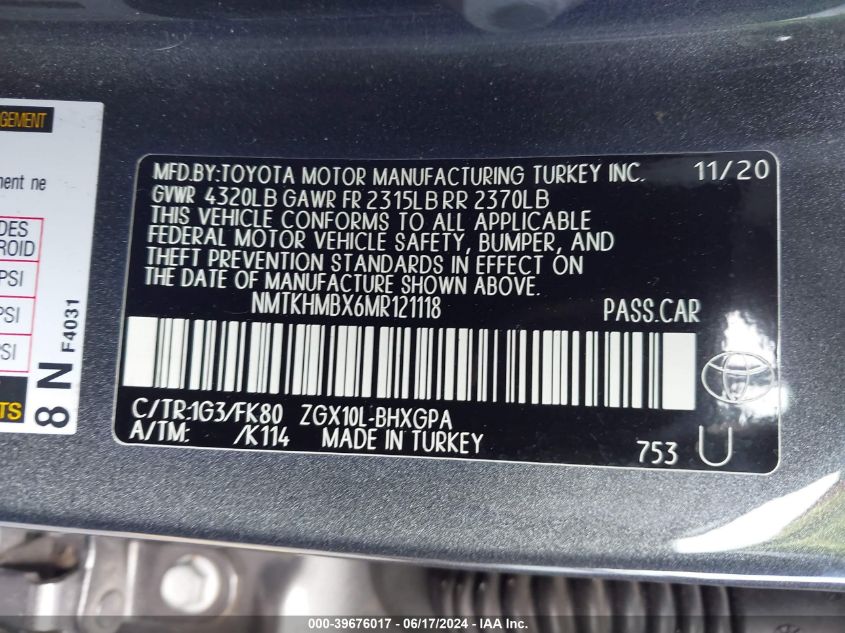 GEMENT
ment ne
DES
ROID
PSI
PSI
PSI
TS
8 N F4031
MFD.BY:TOYOTA MOTOR MANUFACTURING TURKEY INC. 11/20
GVWR 4320LB GAWR FR 2315LB RR 2370LB
THIS VEHICLE CONFORMS TO ALL APPLICABLE
FEDERAL MOTOR VEHICLE SAFETY, BUMPER, AND
THEFT PREVENTION STANDARDS IN EFFECT ON
THE DATE OF MANUFACTURE SHOWN ABOVE.
NMTKHMBX6MR121118 PASS.CAR
C/TR:1G3/FK80 ZGX10L-BHXGPA
A/TM: /K114 MADE IN TURKEY
753 U
000-39676017 - 06/17/2024 - IAA Inc.